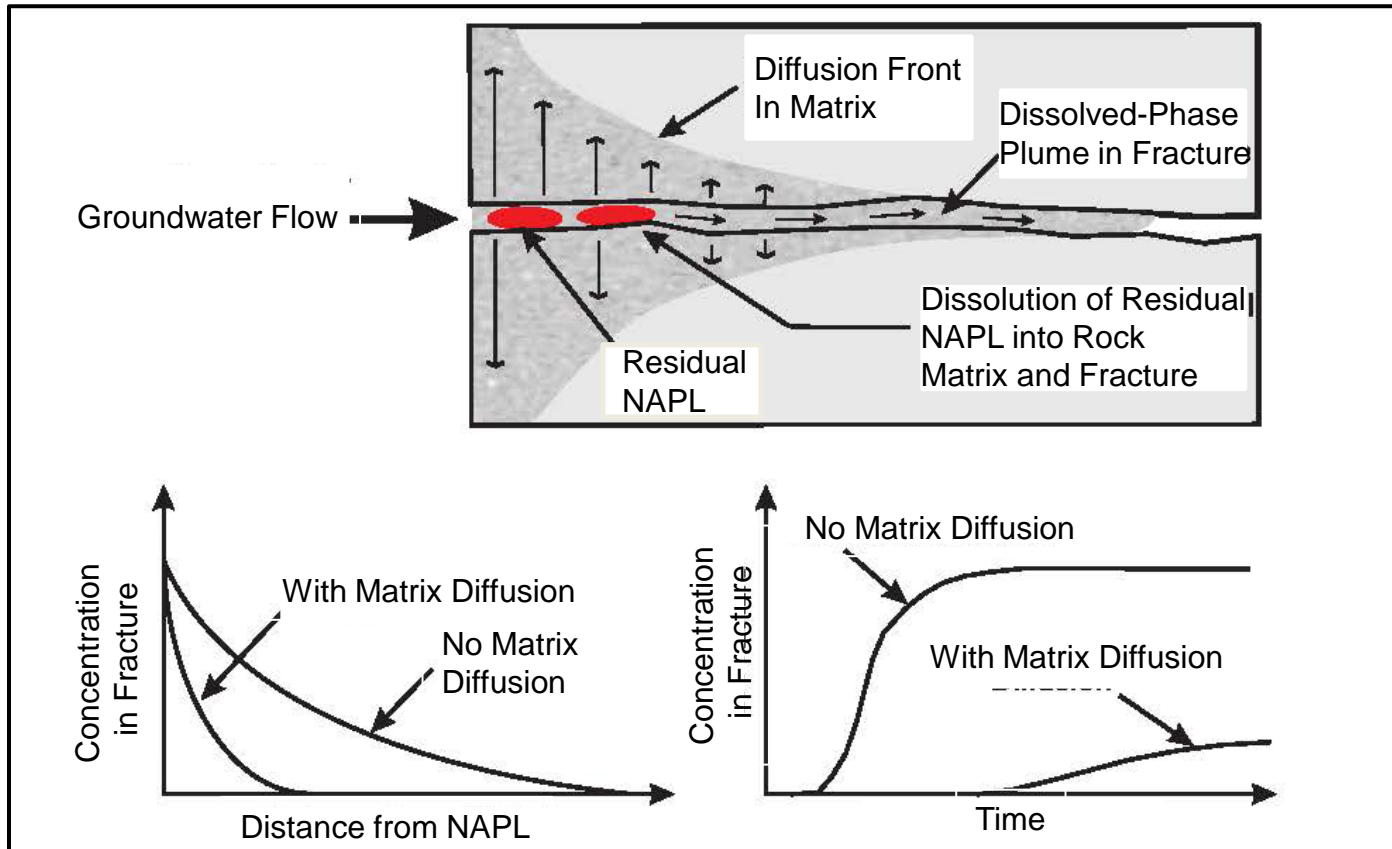 Diffusion Front
In Matrix
Dissolved-Phase
Plume in Fracture
Groundwater Flow
Residual
NAPL
Dissolution of Residual
NAPL into Rock
Matrix and Fracture
Concentration
in Fracture
With Matrix Diffusion
No Matrix
Diffusion
Distance from NAPL
Concentration
in Fracture
No Matrix Diffusion
With Matrix Diffusion
Time